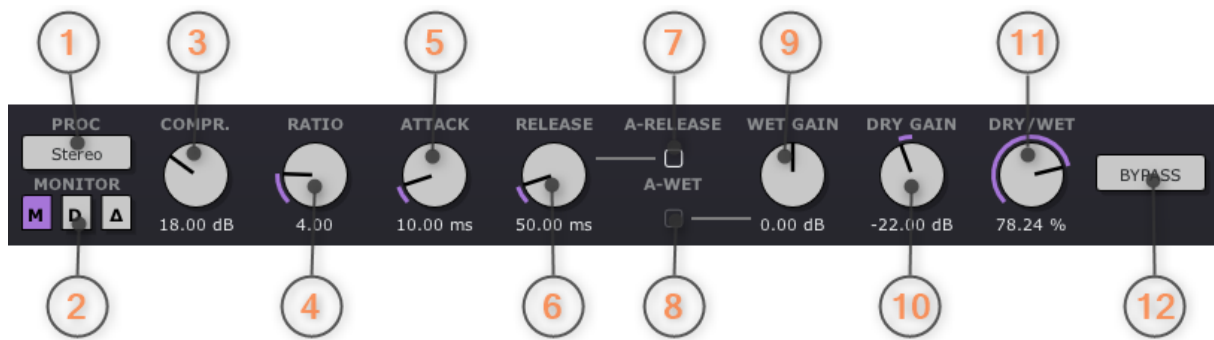 1 3 5 7 9 11
PROC COMPR. RATIO ATTACK RELEASE A-RELEASE WET GAIN DRY GAIN DRY/WET
Stereo
BYPASS
MONITOR A-WET
M D Δ
18.00 dB 4.00 10.00 ms 50.00 ms 0.00 dB -22.00 dB 78.24 %
2 4 6 8 10 12